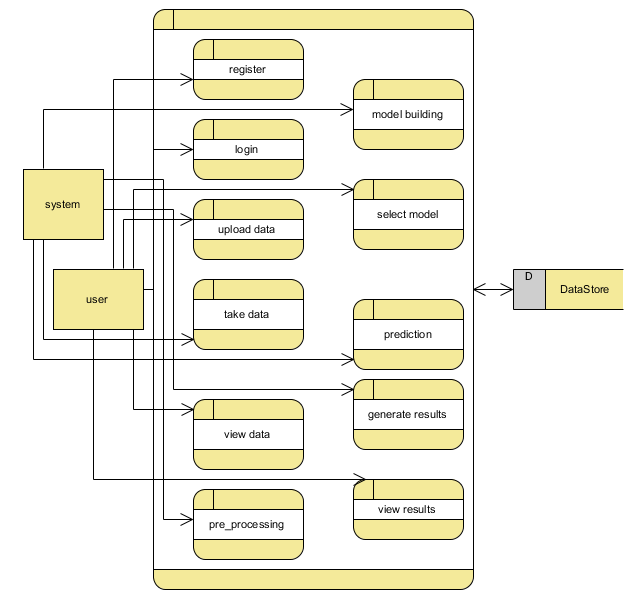 register
model building
login
system
select model
upload data
D
DataStore
user
take data
prediction
generate results
view data
view results
pre_processing